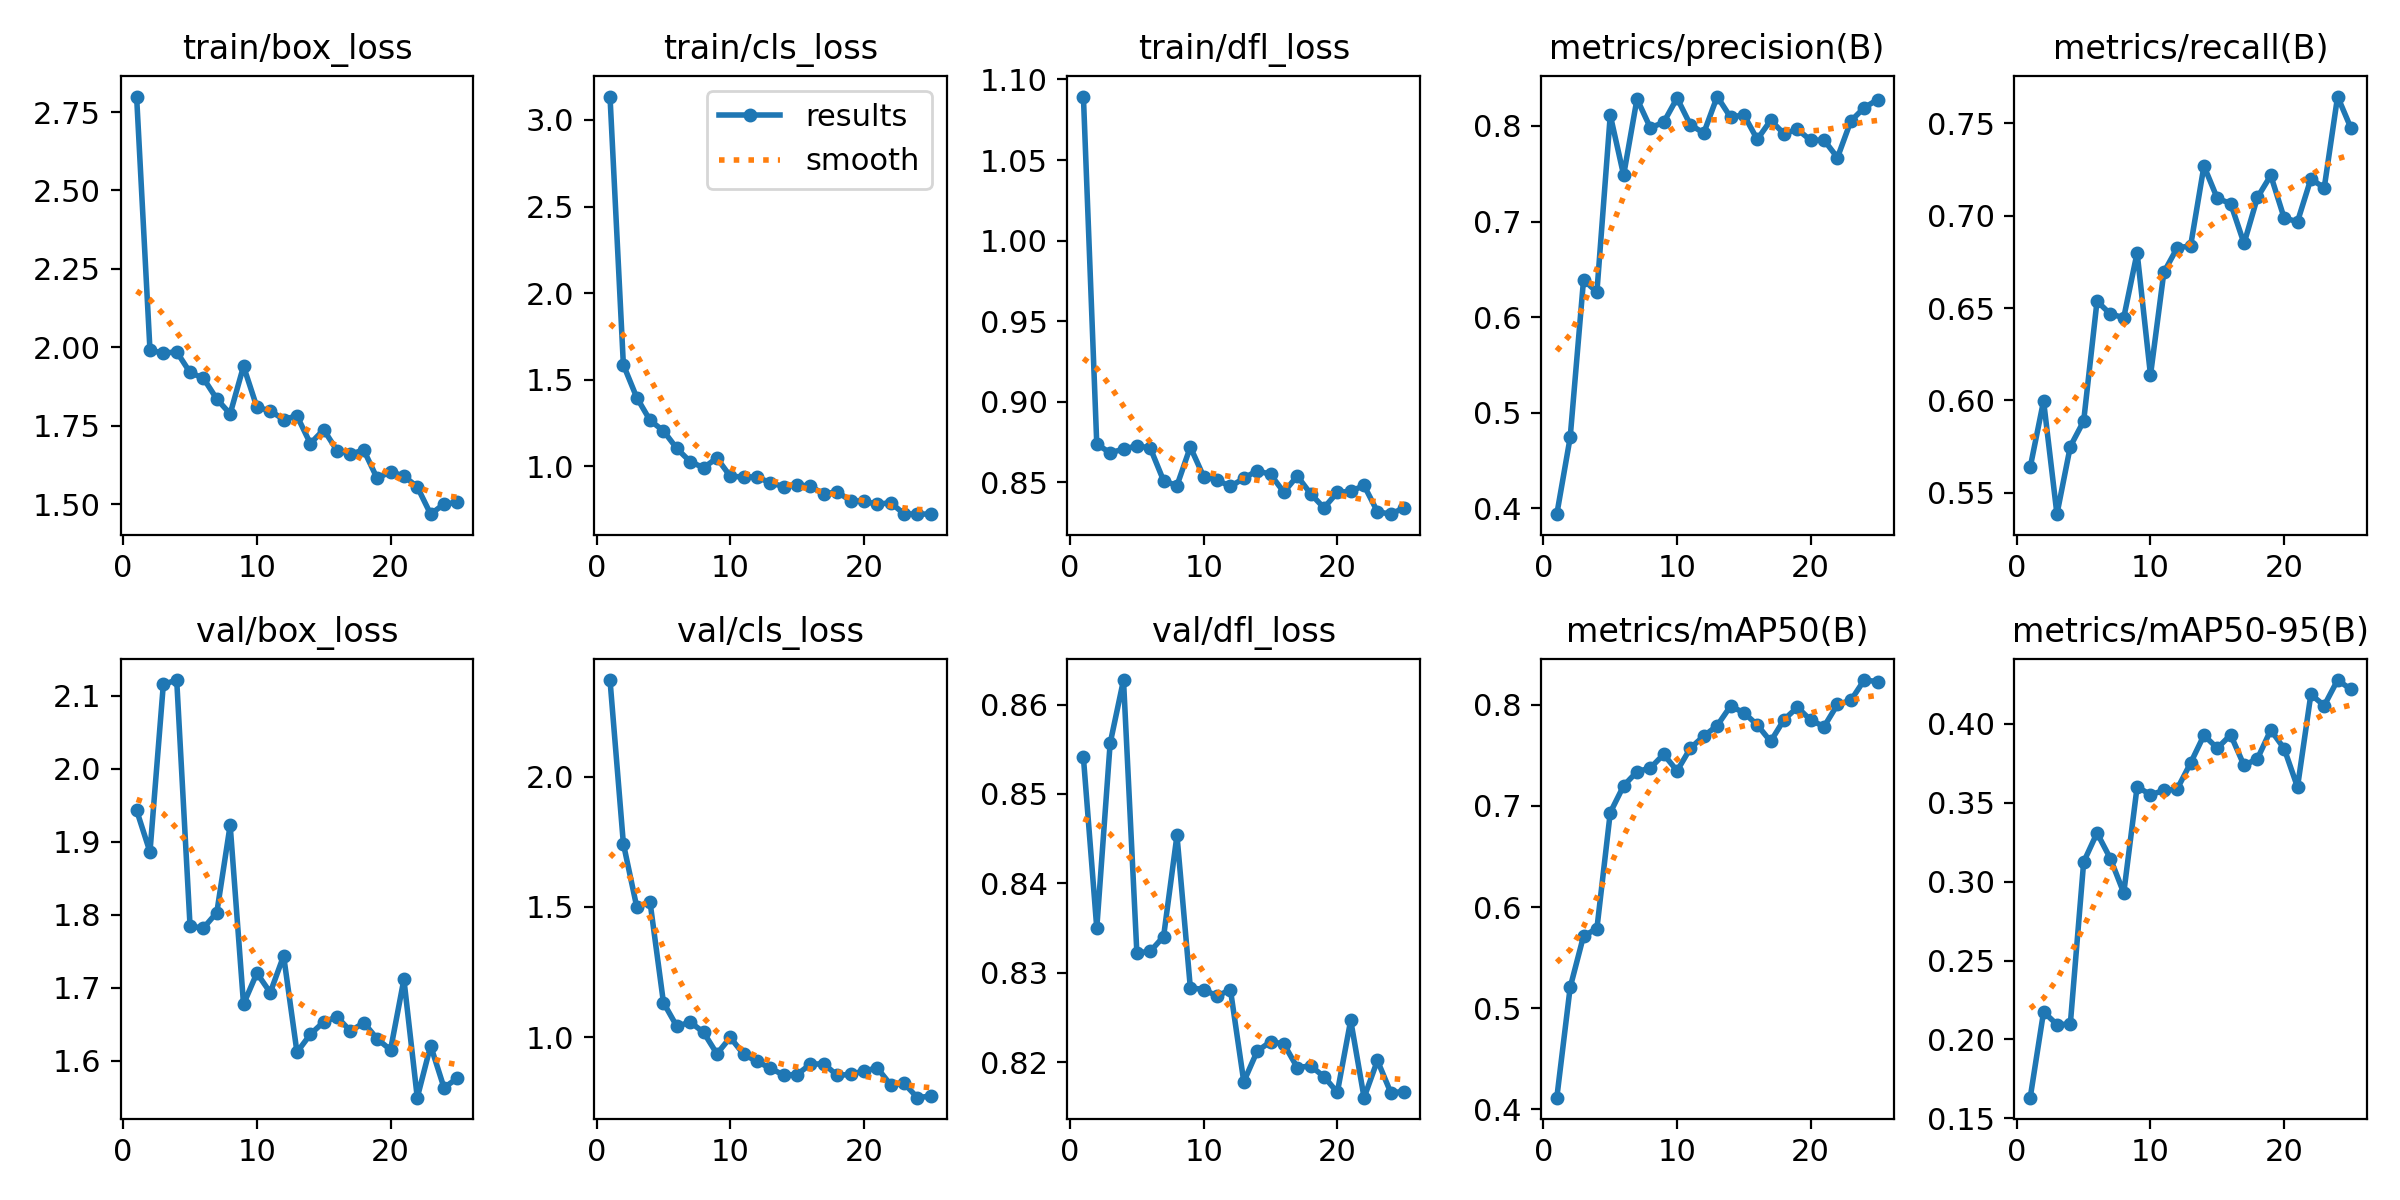 train/box_loss
2.75
2.50
2.25
2.00
1.75
1.50
0 10 20
train/cls_loss
results
smooth
3.0
2.5
2.0
1.5
1.0
0 10 20
train/dfl_loss
1.10
1.05
1.00
0.95
0.90
0.85
0 10 20
metrics/precision(B)
0.8
0.7
0.6
0.5
0.4
0 10 20
metrics/recall(B)
0.75
0.70
0.65
0.60
0.55
0 10 20
val/box_loss
2.1
2.0
1.9
1.8
1.7
1.6
0 10 20
val/cls_loss
2.0
1.5
1.0
0 10 20
val/dfl_loss
0.86
0.85
0.84
0.83
0.82
0 10 20
metrics/mAP50(B)
0.8
0.7
0.6
0.5
0.4
0 10 20
metrics/mAP50-95(B)
0.40
0.35
0.30
0.25
0.20
0.15
0 10 20